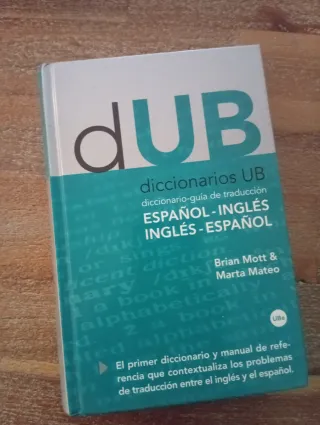 dUB
diccionarios UB
diccionario-guía de traducción
ESPAÑOL - INGLÉS
INGLÉS - ESPAÑOL
Brian Mott &
Marta Mateo
UBe
El primer diccionario y manual de refe-
rencia que contextualiza los problemas
de traducción entre el inglés y el español.